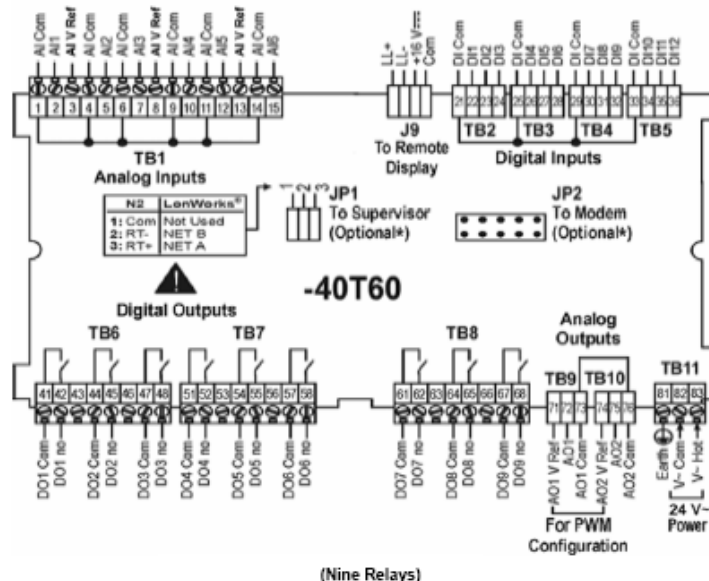 AI Com AI1 AI V Ref AI Com AI2 AI Com AI3 AI V Ref AI Com AI4 AI Com AI5 AI V Ref AI Com AI6
1 2 3 4 5 6 7 8 9 10 11 12 13 14 15
TB1
Analog Inputs
LL+ LL- +16 V Com
J9
To Remote
Display
DI Com DI1 DI2 DI3 DI Com DI4 DI5 DI6 DI Com DI7 DI8 DI9 DI Com DI10 DI11 DI12
21 22 23 24 25 26 27 28 29 30 31 32 33 34 35 36
TB2 TB3 TB4 TB5
Digital Inputs
N2 LonWorks®
1: Com Not Used
2: RT- NET B
3: RT+ NET A
1 2 3
JP1
To Supervisor
(Optional*)
JP2
To Modem
(Optional*)
-40T60
Digital Outputs
TB6 TB7 TB8
41 42 43 44 45 46 47 48 51 52 53 54 55 56 57 58 61 62 63 64 65 66 67 68
DO1 Com DO1 no DO2 Com DO2 no DO3 Com DO3 no DO4 Com DO4 no DO5 Com DO5 no DO6 Com DO6 no DO7 Com DO7 no DO8 Com DO8 no DO9 Com DO9 no
Analog
Outputs
TB9 TB10
71 72 73 74 75 76
AO1 V Ref AO1 AO1 Com AO2 V Ref AO2 AO2 Com
For PWM
Configuration
TB11
81 82 83
Earth V~ Com V~ Hot
24 V~
Power
(Nine Relays)